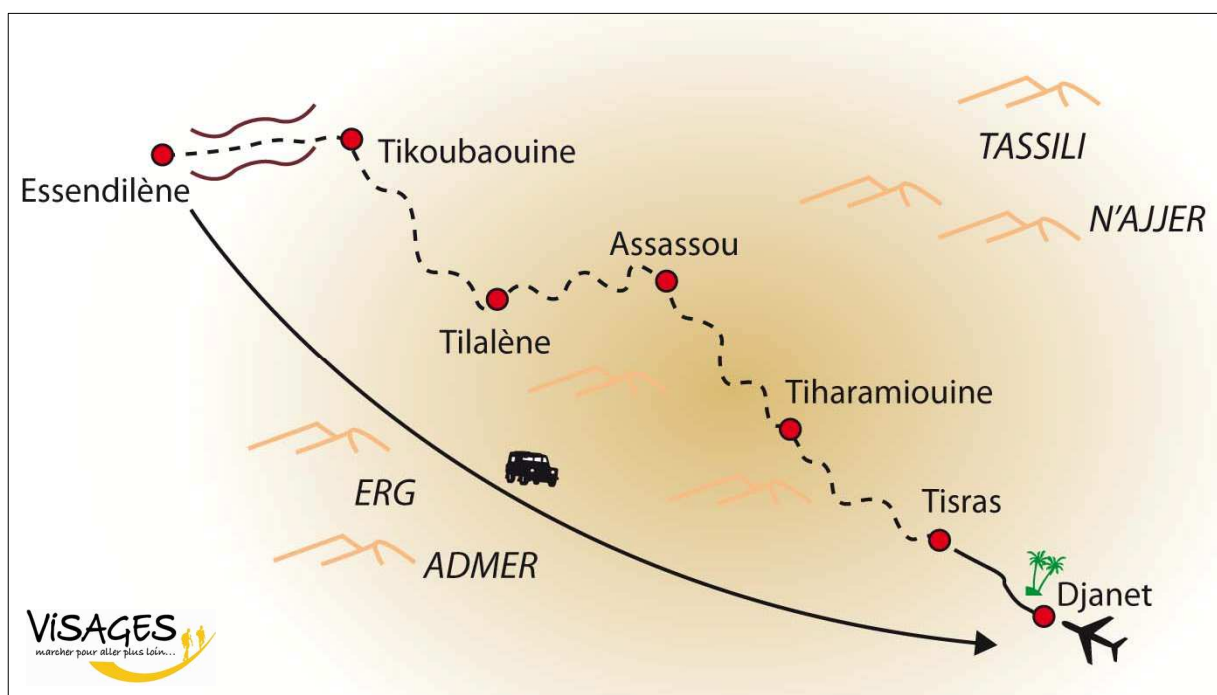 TASSILI
N'AJJER
Tikoubaouine
Essendilène
Assassou
Tilalène
Tiharamiouine
ERG
ADMER
Tisras
Djanet
ViSAGES
marcher pour aller plus loin...